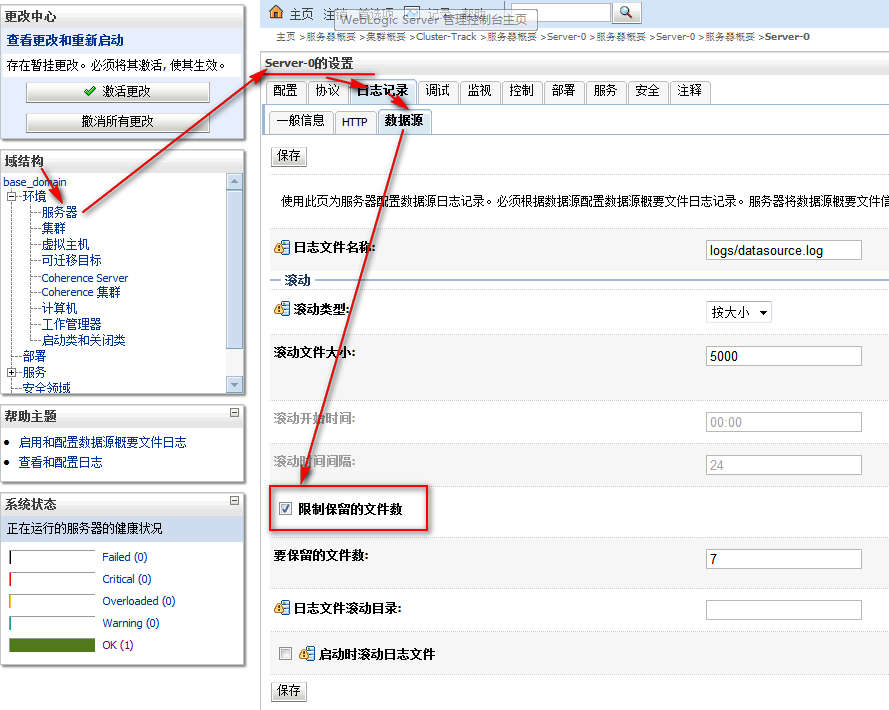 更改中心
查看更改和重新启动
存在暂挂更改。必须将其激活, 使其生效。
激活更改
撤消所有更改
域结构
base_domain
环境
服务器
集群
虚拟主机
可迁移目标
Coherence Server
Coherence 集群
计算机
工作管理器
启动类和关闭类
部署
服务
安全领域
帮助主题
启用和配置数据源概要文件日志
查看和配置日志
系统状态
正在运行的服务器的健康状况
Failed (0)
Critical (0)
Overloaded (0)
Warning (0)
OK (1)
主页 注销 首选项 记录 帮助
WebLogic Server 管理控制台主页
主页 >服务器概要 >集群概要 >Cluster-Track >服务器概要 >Server-0 >服务器概要 >Server-0 >服务器概要 >Server-0
Server-0的设置
配置 协议 日志记录 调试 监视 控制 部署 服务 安全 注释
一般信息 HTTP 数据源
保存
使用此页为服务器配置数据源日志记录。必须根据数据源配置数据源概要文件日志记录。服务器将数据源概要文件信
日志文件名称: logs/datasource.log
滚动
滚动类型: 按大小
滚动文件大小: 5000
滚动开始时间: 00:00
滚动时间间隔: 24
限制保留的文件数
要保留的文件数: 7
日志文件滚动目录:
启动时滚动日志文件
保存